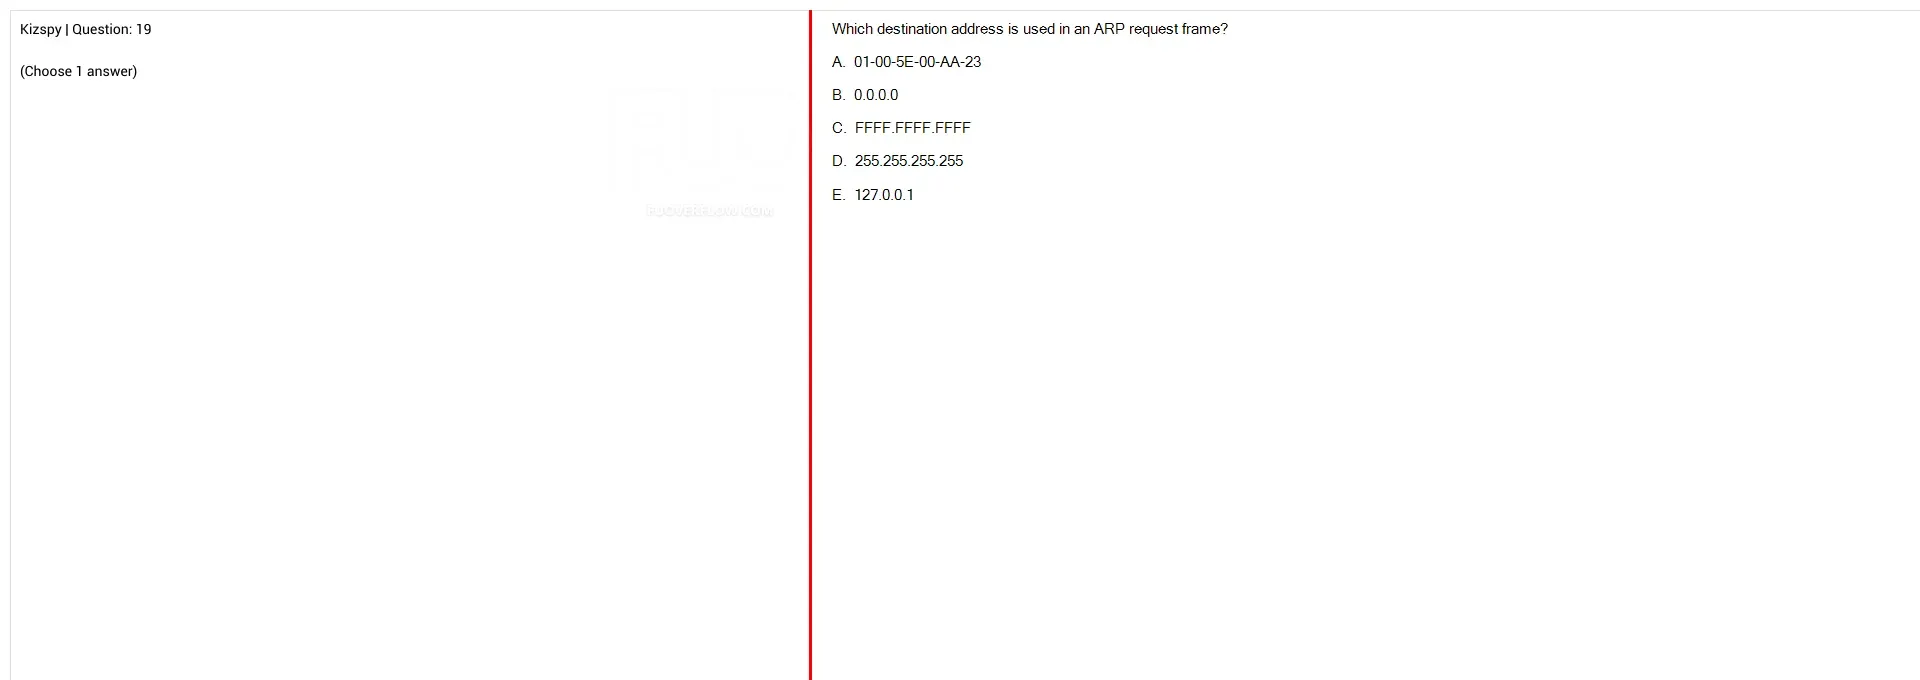 Kizspy | Question: 19
(Choose 1 answer)
Which destination address is used in an ARP request frame?
A. 01-00-5E-00-AA-23
B. 0.0.0.0
C. FFFF.FFFF.FFFF
D. 255.255.255.255
E. 127.0.0.1